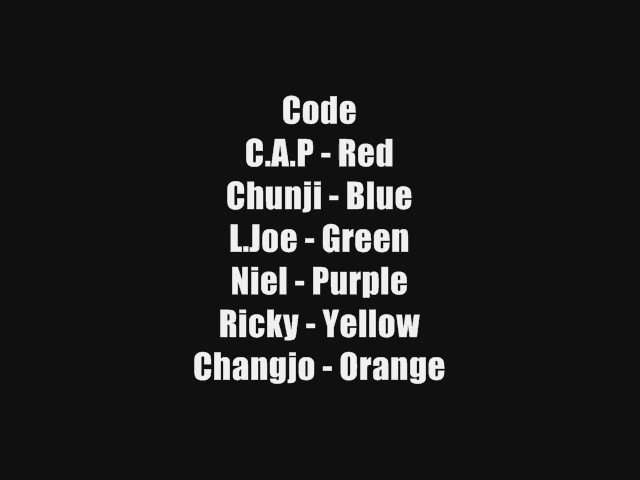 Code
C.A.P - Red
Chunji - Blue
L.Joe - Green
Niel - Purple
Ricky - Yellow
Changjo - Orange